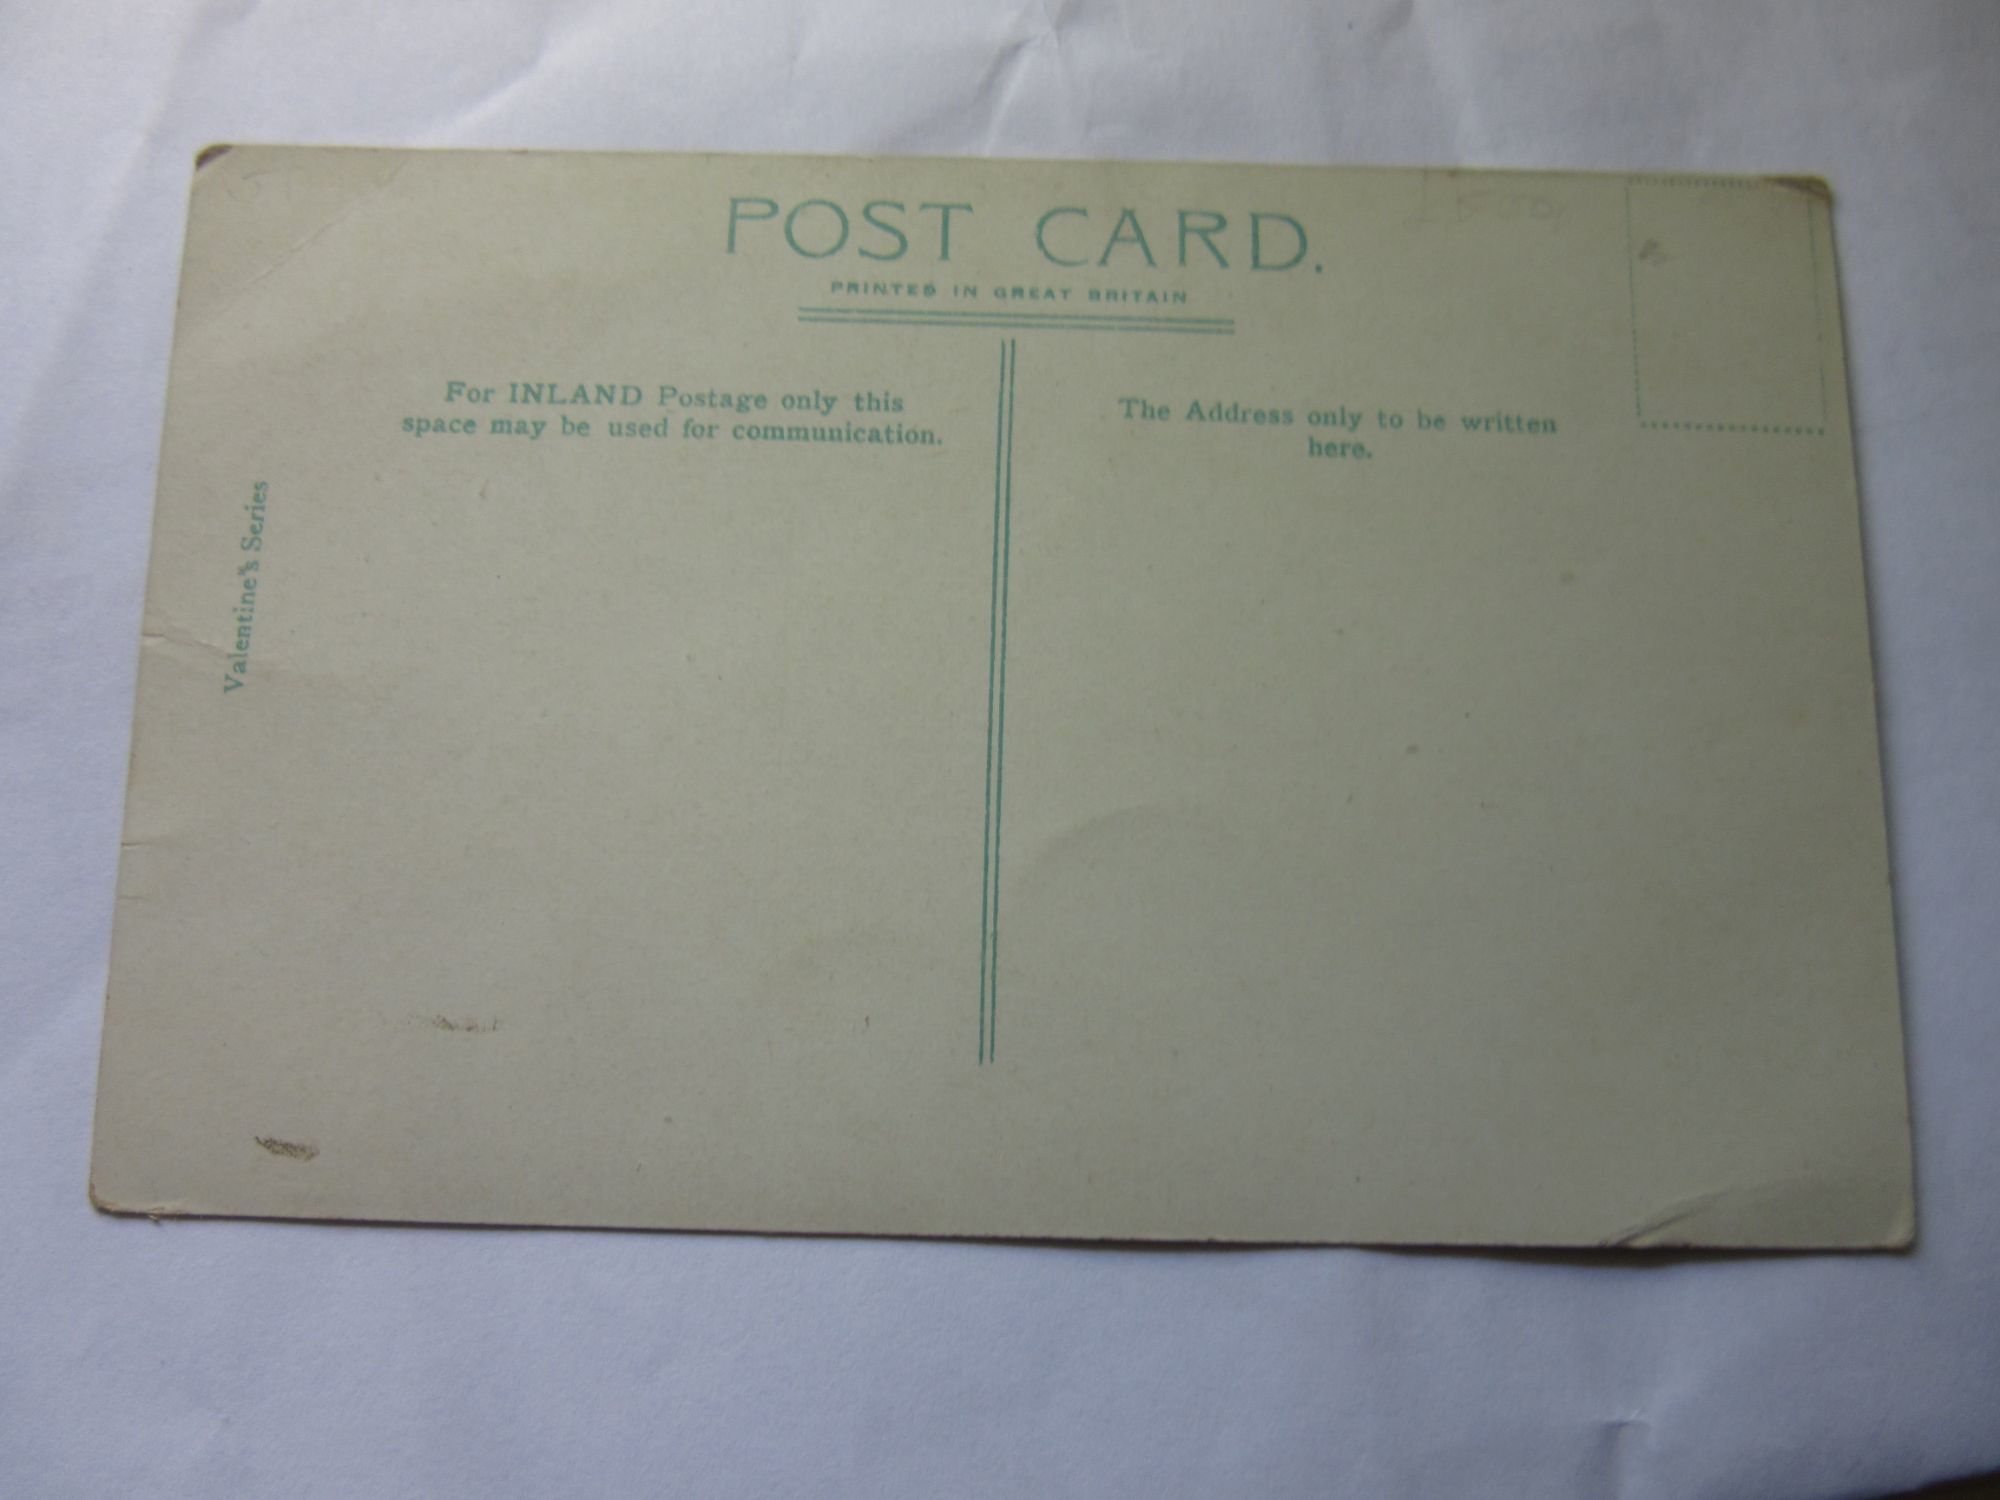 POST CARD.
PRINTED IN GREAT BRITAIN
For INLAND Postage only this
space may be used for communication.
The Address only to be written
here.
Valentine's Series